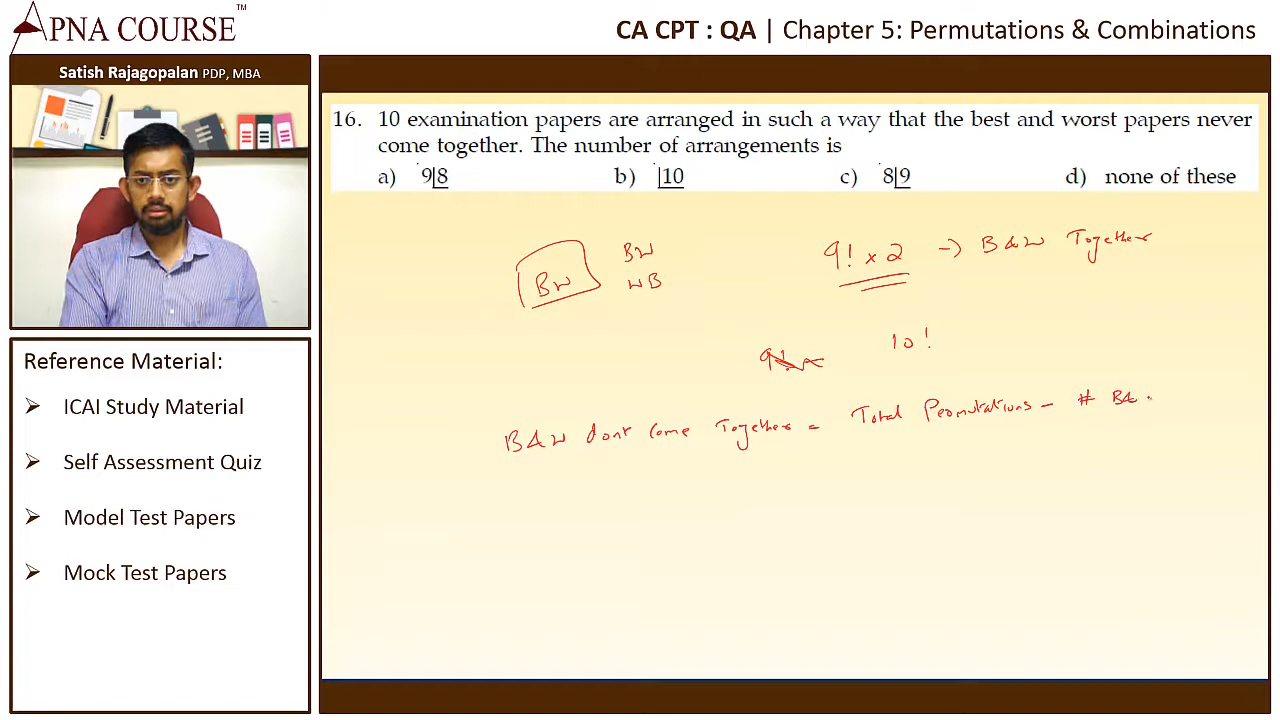 APNA COURSE™
CA CPT : QA | Chapter 5: Permutations & Combinations
Satish Rajagopalan PDP, MBA
Reference Material:
ICAI Study Material
Self Assessment Quiz
Model Test Papers
Mock Test Papers
16. 10 examination papers are arranged in such a way that the best and worst papers never
come together. The number of arrangements is
a) 9|8 b) |10 c) 8|9 d) none of these
BW BW 9! × 2 → B & W Together
WB
9! × 10!
B & W dont come Together = Total Permutations - # B&